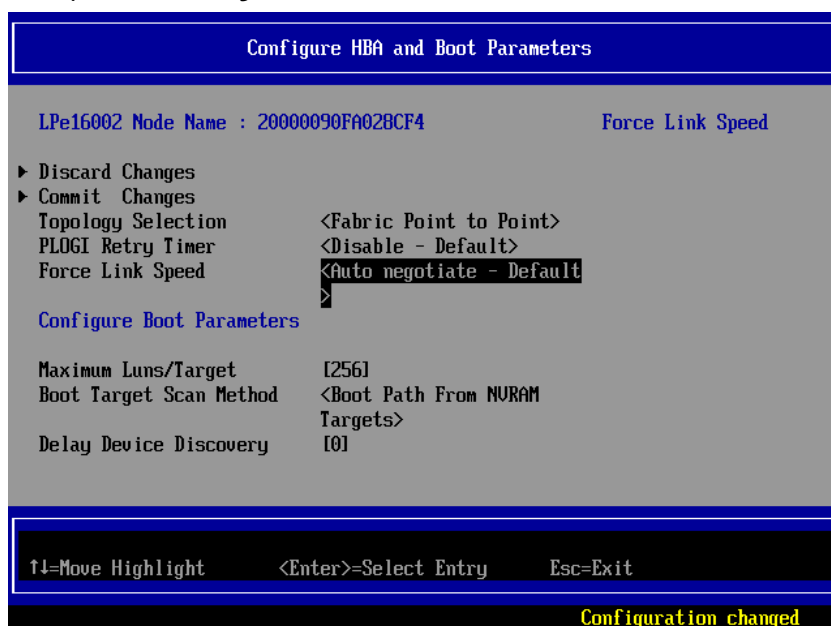 Configure HBA and Boot Parameters
LPe16002 Node Name : 20000090FA028CF4 Force Link Speed
▶ Discard Changes
▶ Commit Changes
Topology Selection <Fabric Point to Point>
PLOGI Retry Timer <Disable - Default>
Force Link Speed <Auto negotiate - Default
>
Configure Boot Parameters
Maximum Luns/Target [256]
Boot Target Scan Method <Boot Path From NVRAM
Targets>
Delay Device Discovery [0]
↑↓=Move Highlight <Enter>=Select Entry Esc=Exit
Configuration changed